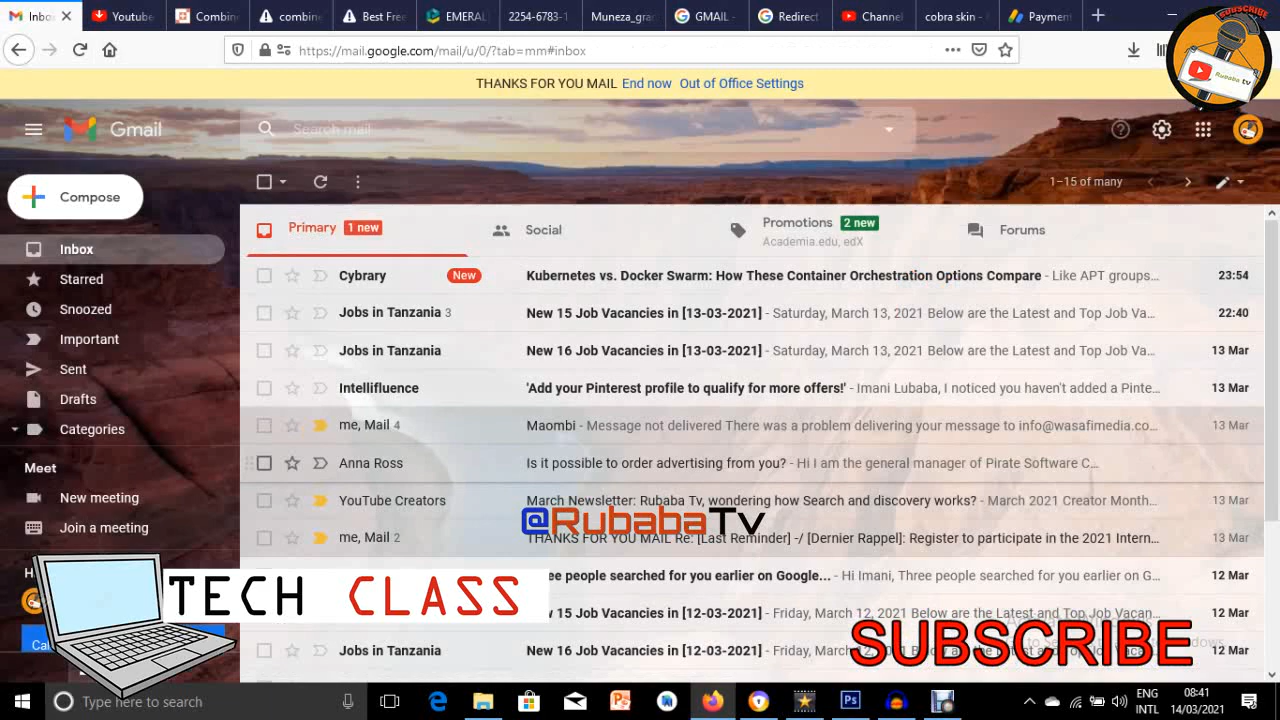 Inbo
Youtube
Combine
combine
Best Free
EMERAL
2254-6783-1
Muneza_gra
GMAIL -
Redirect
Channel
cobra skin -
Payment
SUBSCRIBE
https://mail.google.com/mail/u/0/?tab=mm#inbox
Rubaba tv
THANKS FOR YOU MAIL End now Out of Office Settings
Gmail
Search mail
Compose
1–15 of many
Primary 1 new
Social
Promotions 2 new
Academia.edu, edX
Forums
Inbox
Starred
Snoozed
Important
Sent
Drafts
Categories
Meet
New meeting
Join a meeting
H
Cal
Cybrary New Kubernetes vs. Docker Swarm: How These Container Orchestration Options Compare - Like APT groups… 23:54
Jobs in Tanzania 3 New 15 Job Vacancies in [13-03-2021] - Saturday, March 13, 2021 Below are the Latest and Top Job Va… 22:40
Jobs in Tanzania New 16 Job Vacancies in [13-03-2021] - Saturday, March 13, 2021 Below are the Latest and Top Job Va… 13 Mar
Intellifluence 'Add your Pinterest profile to qualify for more offers!' - Imani Lubaba, I noticed you haven't added a Pinte… 13 Mar
me, Mail 4 Maombi - Message not delivered There was a problem delivering your message to info@wasafimedia.co… 13 Mar
Anna Ross Is it possible to order advertising from you? - Hi I am the general manager of Pirate Software C…
YouTube Creators March Newsletter: Rubaba Tv, wondering how Search and discovery works? - March 2021 Creator Month… 13 Mar
@RubabaTv
me, Mail 2 THANKS FOR YOU MAIL Re: [Last Reminder] -/ [Dernier Rappel]: Register to participate in the 2021 Intern… 13 Mar
ee people searched for you earlier on Google... - Hi Imani, Three people searched for you earlier on G… 12 Mar
TECH CLASS
15 Job Vacancies in [12-03-2021] - Friday, March 12, 2021 Below are the Latest and Top Job Vacan… 12 Mar
SUBSCRIBE
Jobs in Tanzania New 16 Job Vacancies in [12-03-2021] - Friday, March 12, 2021 12 Mar
Type here to search
ENG
INTL
08:41
14/03/2021